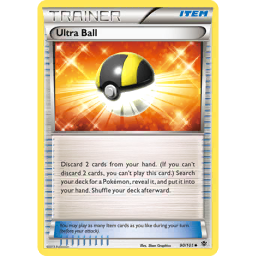 TRAINER ITEM
Ultra Ball
Discard 2 cards from your hand. (If you can't
discard 2 cards, you can't play this card.) Search
your deck for a Pokémon, reveal it, and put it into
your hand. Shuffle your deck afterward.
You may play as many Item cards as you like during your turn
(before your attack).
Illus. Ryo Ueda